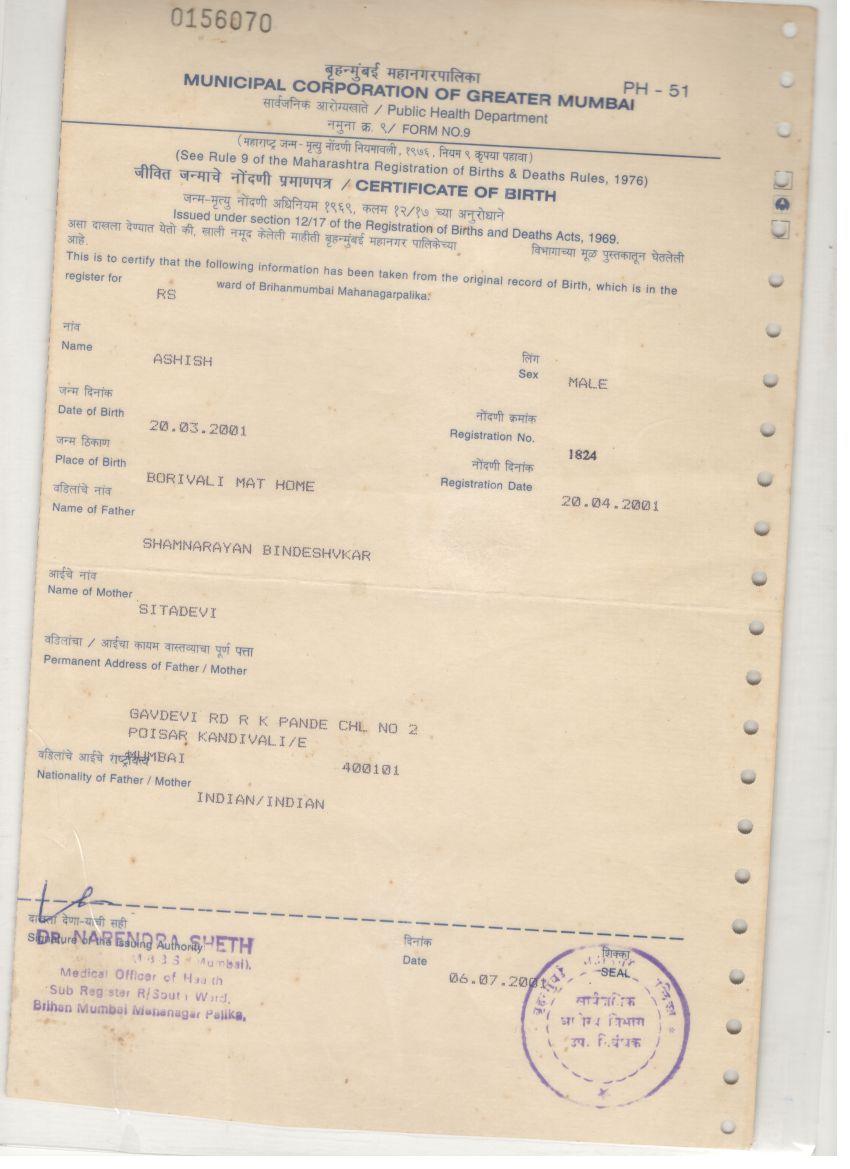 0156070
बृहन्मुंबई महानगरपालिका
PH - 51
MUNICIPAL CORPORATION OF GREATER MUMBAI
सार्वजनिक आरोग्यखाते / Public Health Department
नमुना क्र. ९/ FORM NO.9
(महाराष्ट्र जन्म - मृत्यु नोंदणी नियमावली, १९७६, नियम ९ कृपया पहावा)
(See Rule 9 of the Maharashtra Registration of Births & Deaths Rules, 1976)
जीवित जन्माचे नोंदणी प्रमाणपत्र / CERTIFICATE OF BIRTH
जन्म-मृत्यु नोंदणी अधिनियम १९६९, कलम १२/१७ च्या अनुरोधाने
Issued under section 12/17 of the Registration of Births and Deaths Acts, 1969.
असा दाखला देण्यात येतो की, खाली नमूद केलेली माहीती बृहन्मुंबई महानगर पालिकेच्या विभागाच्या मूळ पुस्तकातून घेतलेली
आहे.
This is to certify that the following information has been taken from the original record of Birth, which is in the
register for RS ward of Brihanmumbai Mahanagarpalika:
नांव
Name
ASHISH
लिंग
Sex
MALE
जन्म दिनांक
Date of Birth
20.03.2001
नोंदणी क्रमांक
Registration No.
1824
जन्म ठिकाण
Place of Birth
BORIVALI MAT HOME
नोंदणी दिनांक
Registration Date
20.04.2001
वडिलांचे नांव
Name of Father
SHAMNARAYAN BINDESHVKAR
आईचे नांव
Name of Mother
SITADEVI
वडिलांचा / आईचा कायम वास्तव्याचा पूर्ण पत्ता
Permanent Address of Father / Mother
GAVDEVI RD R K PANDE CHL NO 2
POISAR KANDIVALI/E
MUMBAI 400101
वडिलांचे आईचे राष्ट्रीयत्व
Nationality of Father / Mother
INDIAN/INDIAN
दाखला देणा-याची सही
Signature of the Issuing Authority
DR. NARENDRA SHETH
M B B S (Mumbai).
Medical Officer of Health
Sub Registar R/South Ward,
Brihan Mumbai Mahanagar Palika.
दिनांक
Date
06.07.2001
शिक्का
SEAL
बृहन्मुंबई
सार्वजनिक
आरोग्य विभाग
उप. निबंधक